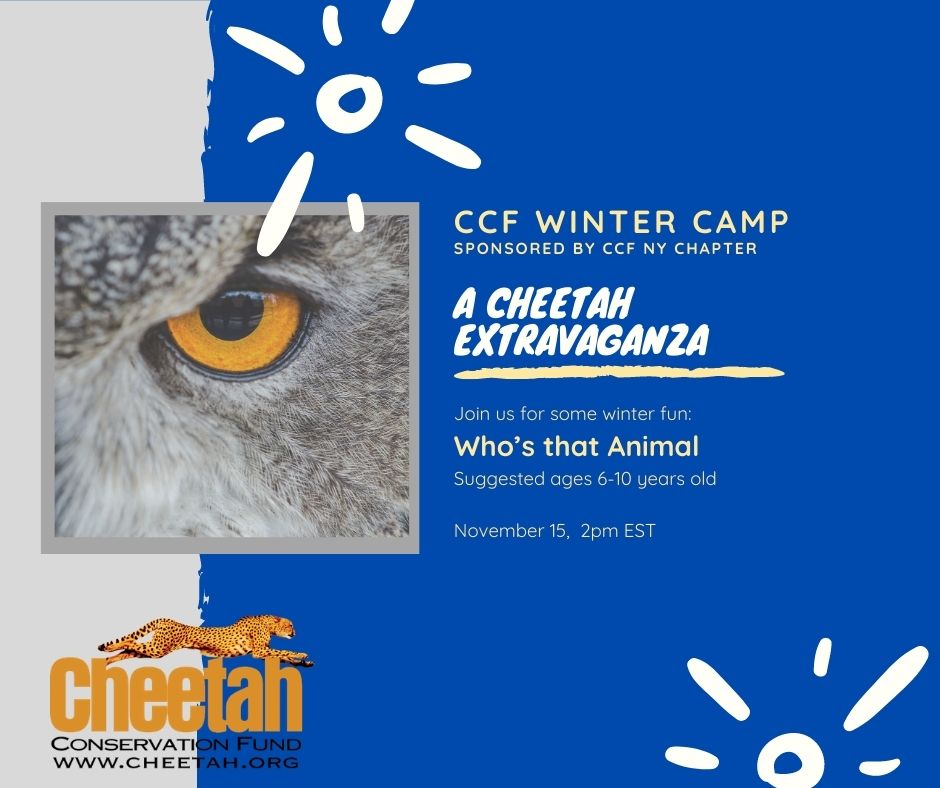 CCF WINTER CAMP
SPONSORED BY CCF NY CHAPTER
A CHEETAH
EXTRAVAGANZA
Join us for some winter fun:
Who's that Animal
Suggested ages 6-10 years old
November 15, 2pm EST
Cheetah
CONSERVATION FUND
WWW.CHEETAH.ORG